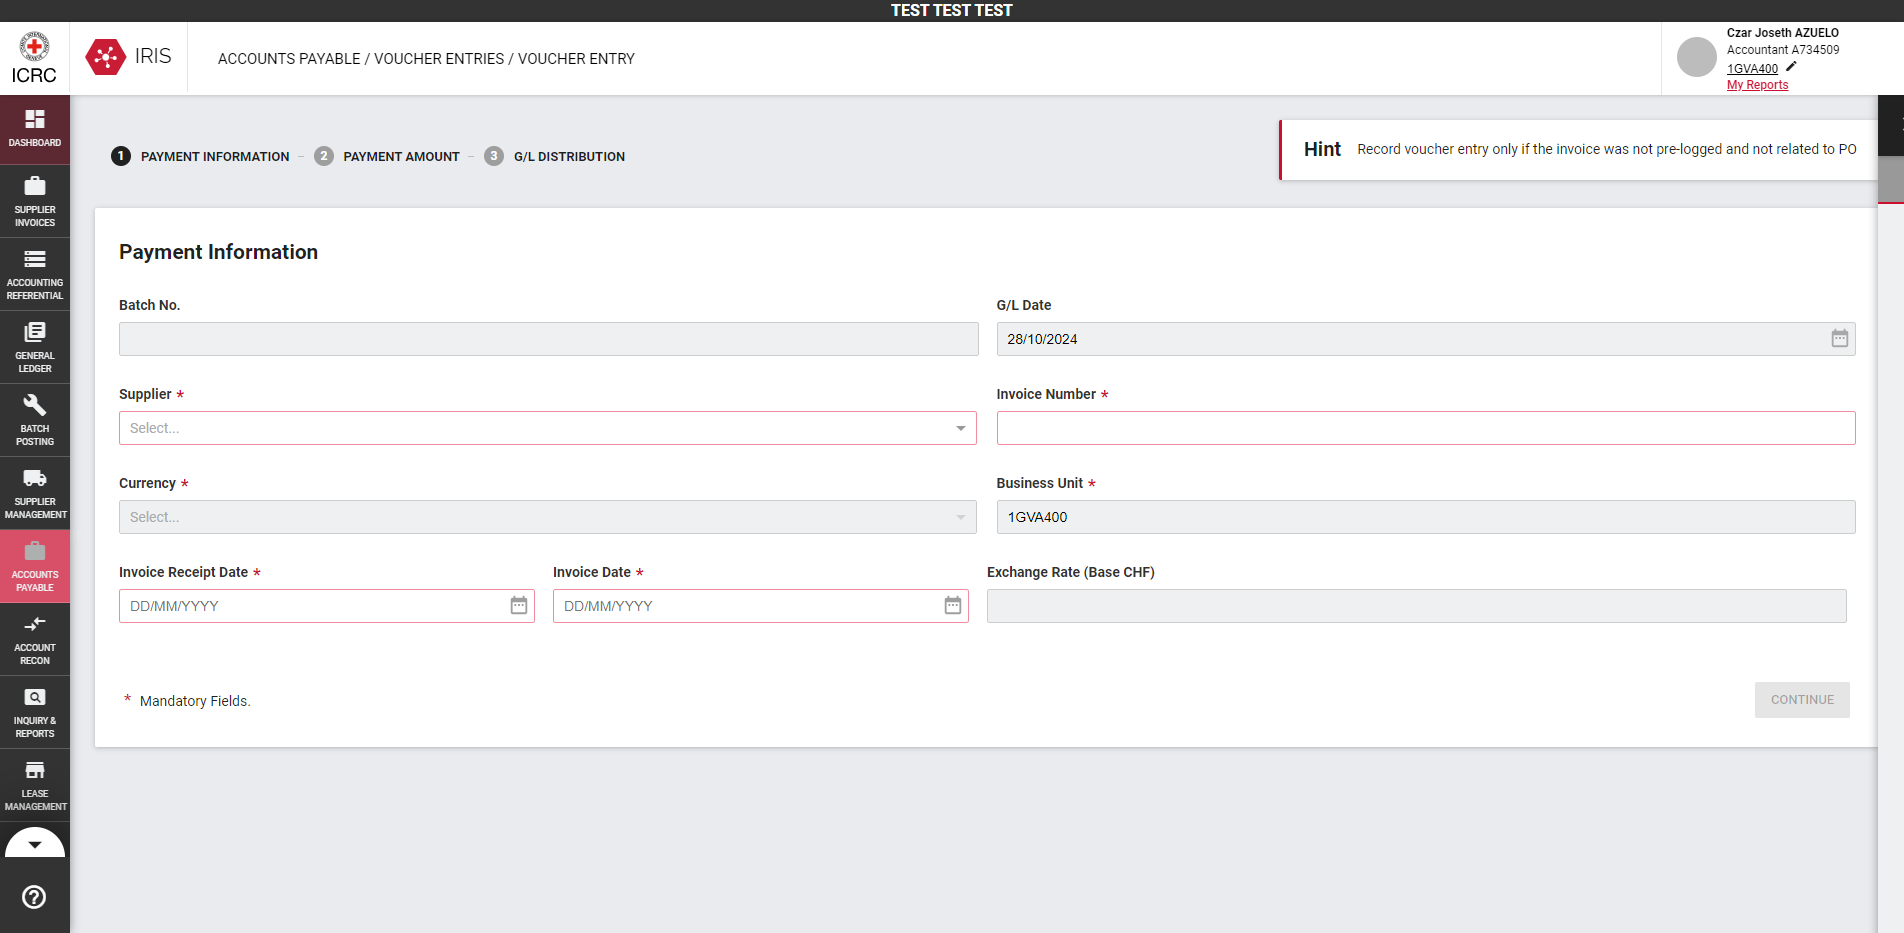 TEST TEST TEST
ICRC
IRIS
ACCOUNTS PAYABLE / VOUCHER ENTRIES / VOUCHER ENTRY
Czar Joseth AZUELO
Accountant A734509
1GVA400
My Reports
DASHBOARD
SUPPLIER
INVOICES
ACCOUNTING
REFERENTIAL
GENERAL
LEDGER
BATCH
POSTING
SUPPLIER
MANAGEMENT
ACCOUNTS
PAYABLE
ACCOUNT
RECON
INQUIRY &
REPORTS
LEASE
MANAGEMENT
1 PAYMENT INFORMATION – 2 PAYMENT AMOUNT – 3 G/L DISTRIBUTION
Hint Record voucher entry only if the invoice was not pre-logged and not related to PO
Payment Information
Batch No. G/L Date
28/10/2024
Supplier * Invoice Number *
Select...
Currency * Business Unit *
Select... 1GVA400
Invoice Receipt Date * Invoice Date * Exchange Rate (Base CHF)
DD/MM/YYYY DD/MM/YYYY
* Mandatory Fields.
CONTINUE